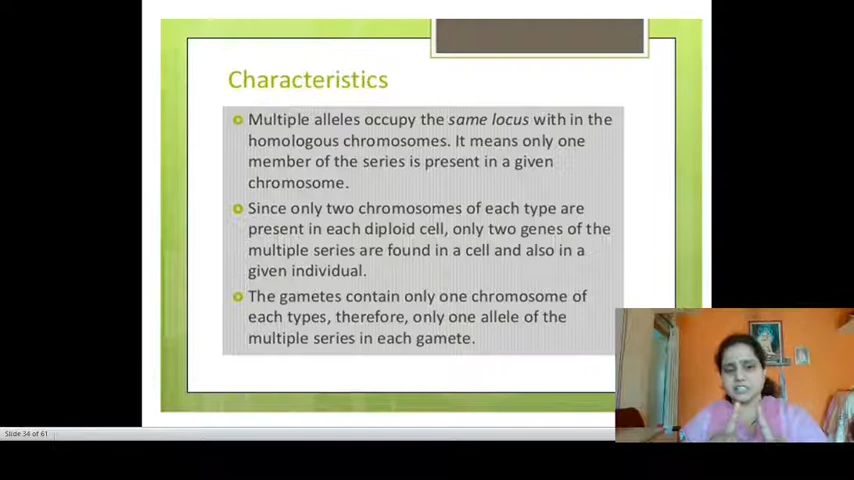 Characteristics
Multiple alleles occupy the same locus with in the
homologous chromosomes. It means only one
member of the series is present in a given
chromosome.
Since only two chromosomes of each type are
present in each diploid cell, only two genes of the
multiple series are found in a cell and also in a
given individual.
The gametes contain only one chromosome of
each types, therefore, only one allele of the
multiple series in each gamete.
Slide 34 of 61